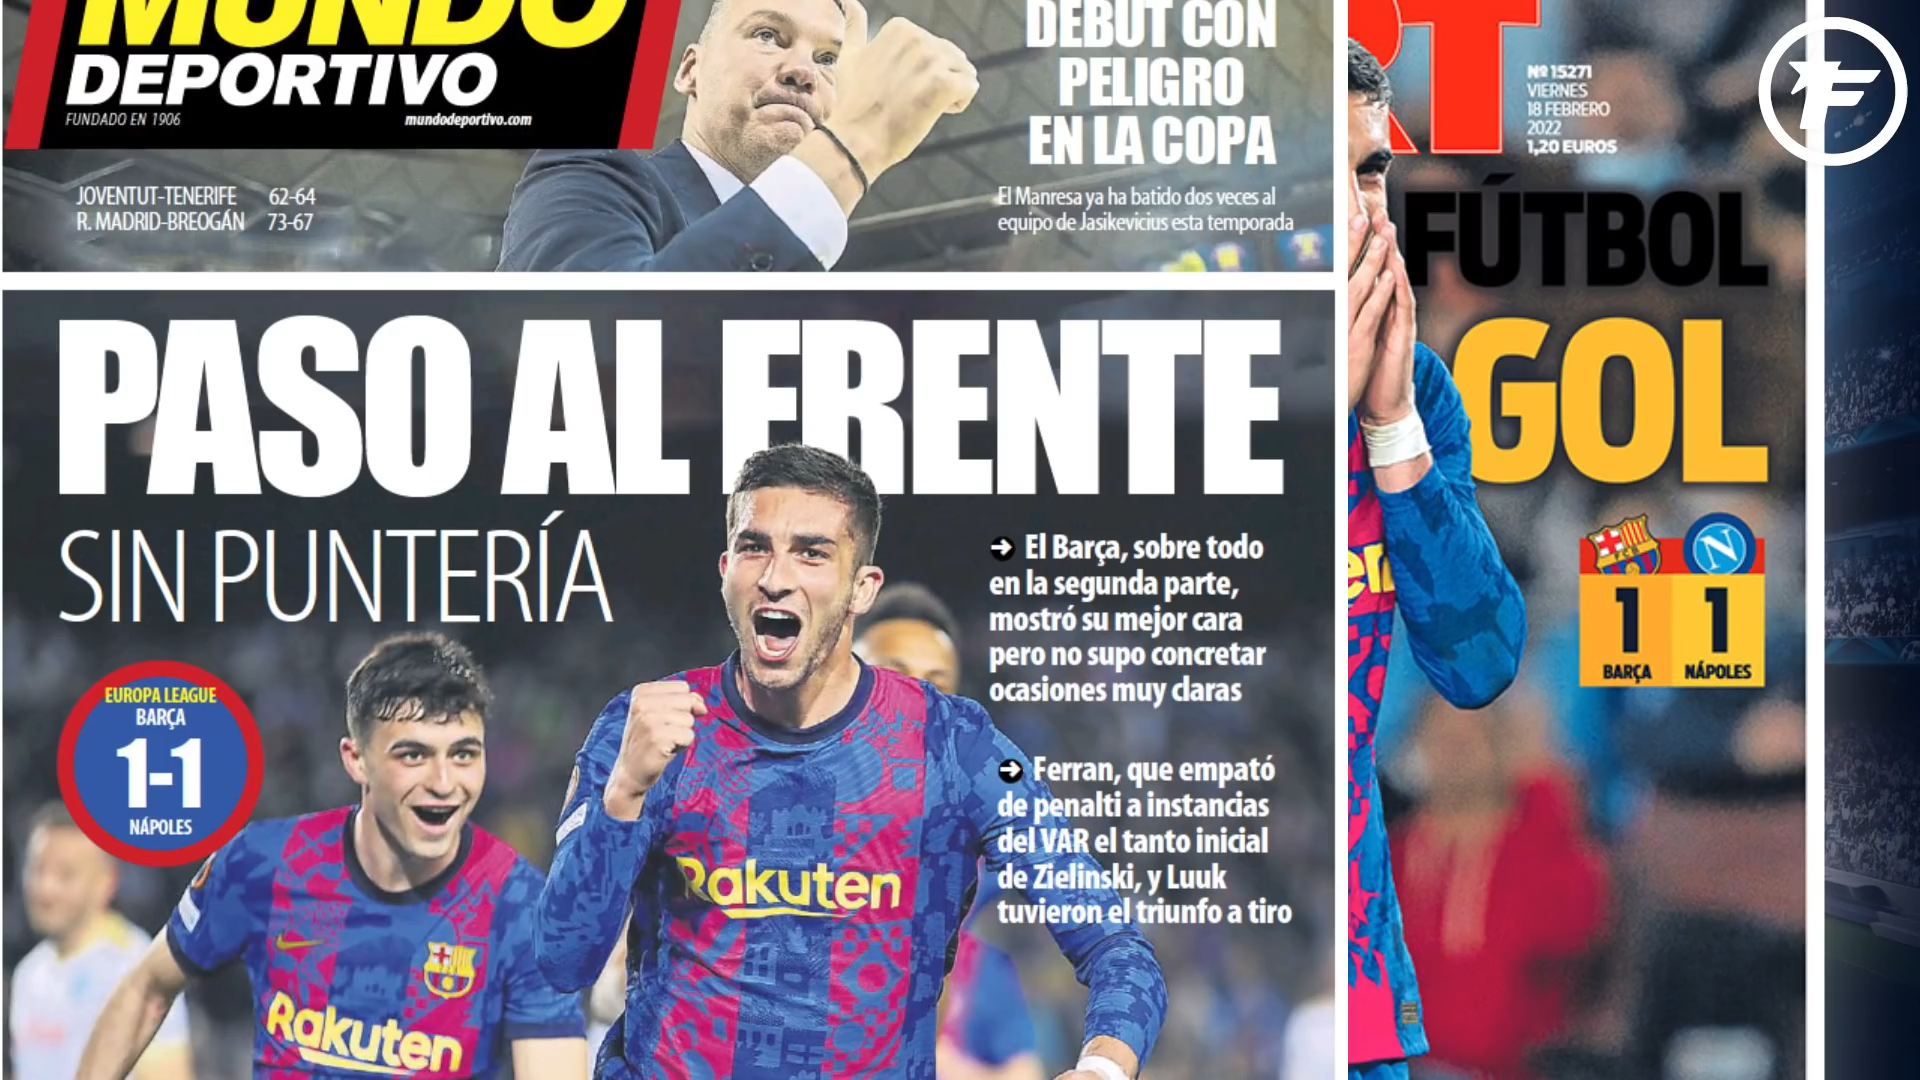 MUNDO
DEPORTIVO
FUNDADO EN 1906
mundodeportivo.com
JOVENTUT-TENERIFE 62-64
R. MADRID-BREOGÁN 73-67
DEBUT CON
PELIGRO
EN LA COPA
El Manresa ya ha batido dos veces al
equipo de Jasikevicius esta temporada
PASO AL FRENTE
SIN PUNTERÍA
EUROPA LEAGUE
BARÇA
1-1
NÁPOLES
➔ El Barça, sobre todo
en la segunda parte,
mostró su mejor cara
pero no supo concretar
ocasiones muy claras
➔ Ferran, que empató
de penalti a instancias
del VAR el tanto inicial
de Zielinski, y Luuk
tuvieron el triunfo a tiro
Rakuten
Rakuten
RT
Nº 15271
VIERNES
18 FEBRERO
2022
1,20 EUROS
FÚTBOL
GOL
FCB
N
1 1
BARÇA NÁPOLES
en
F